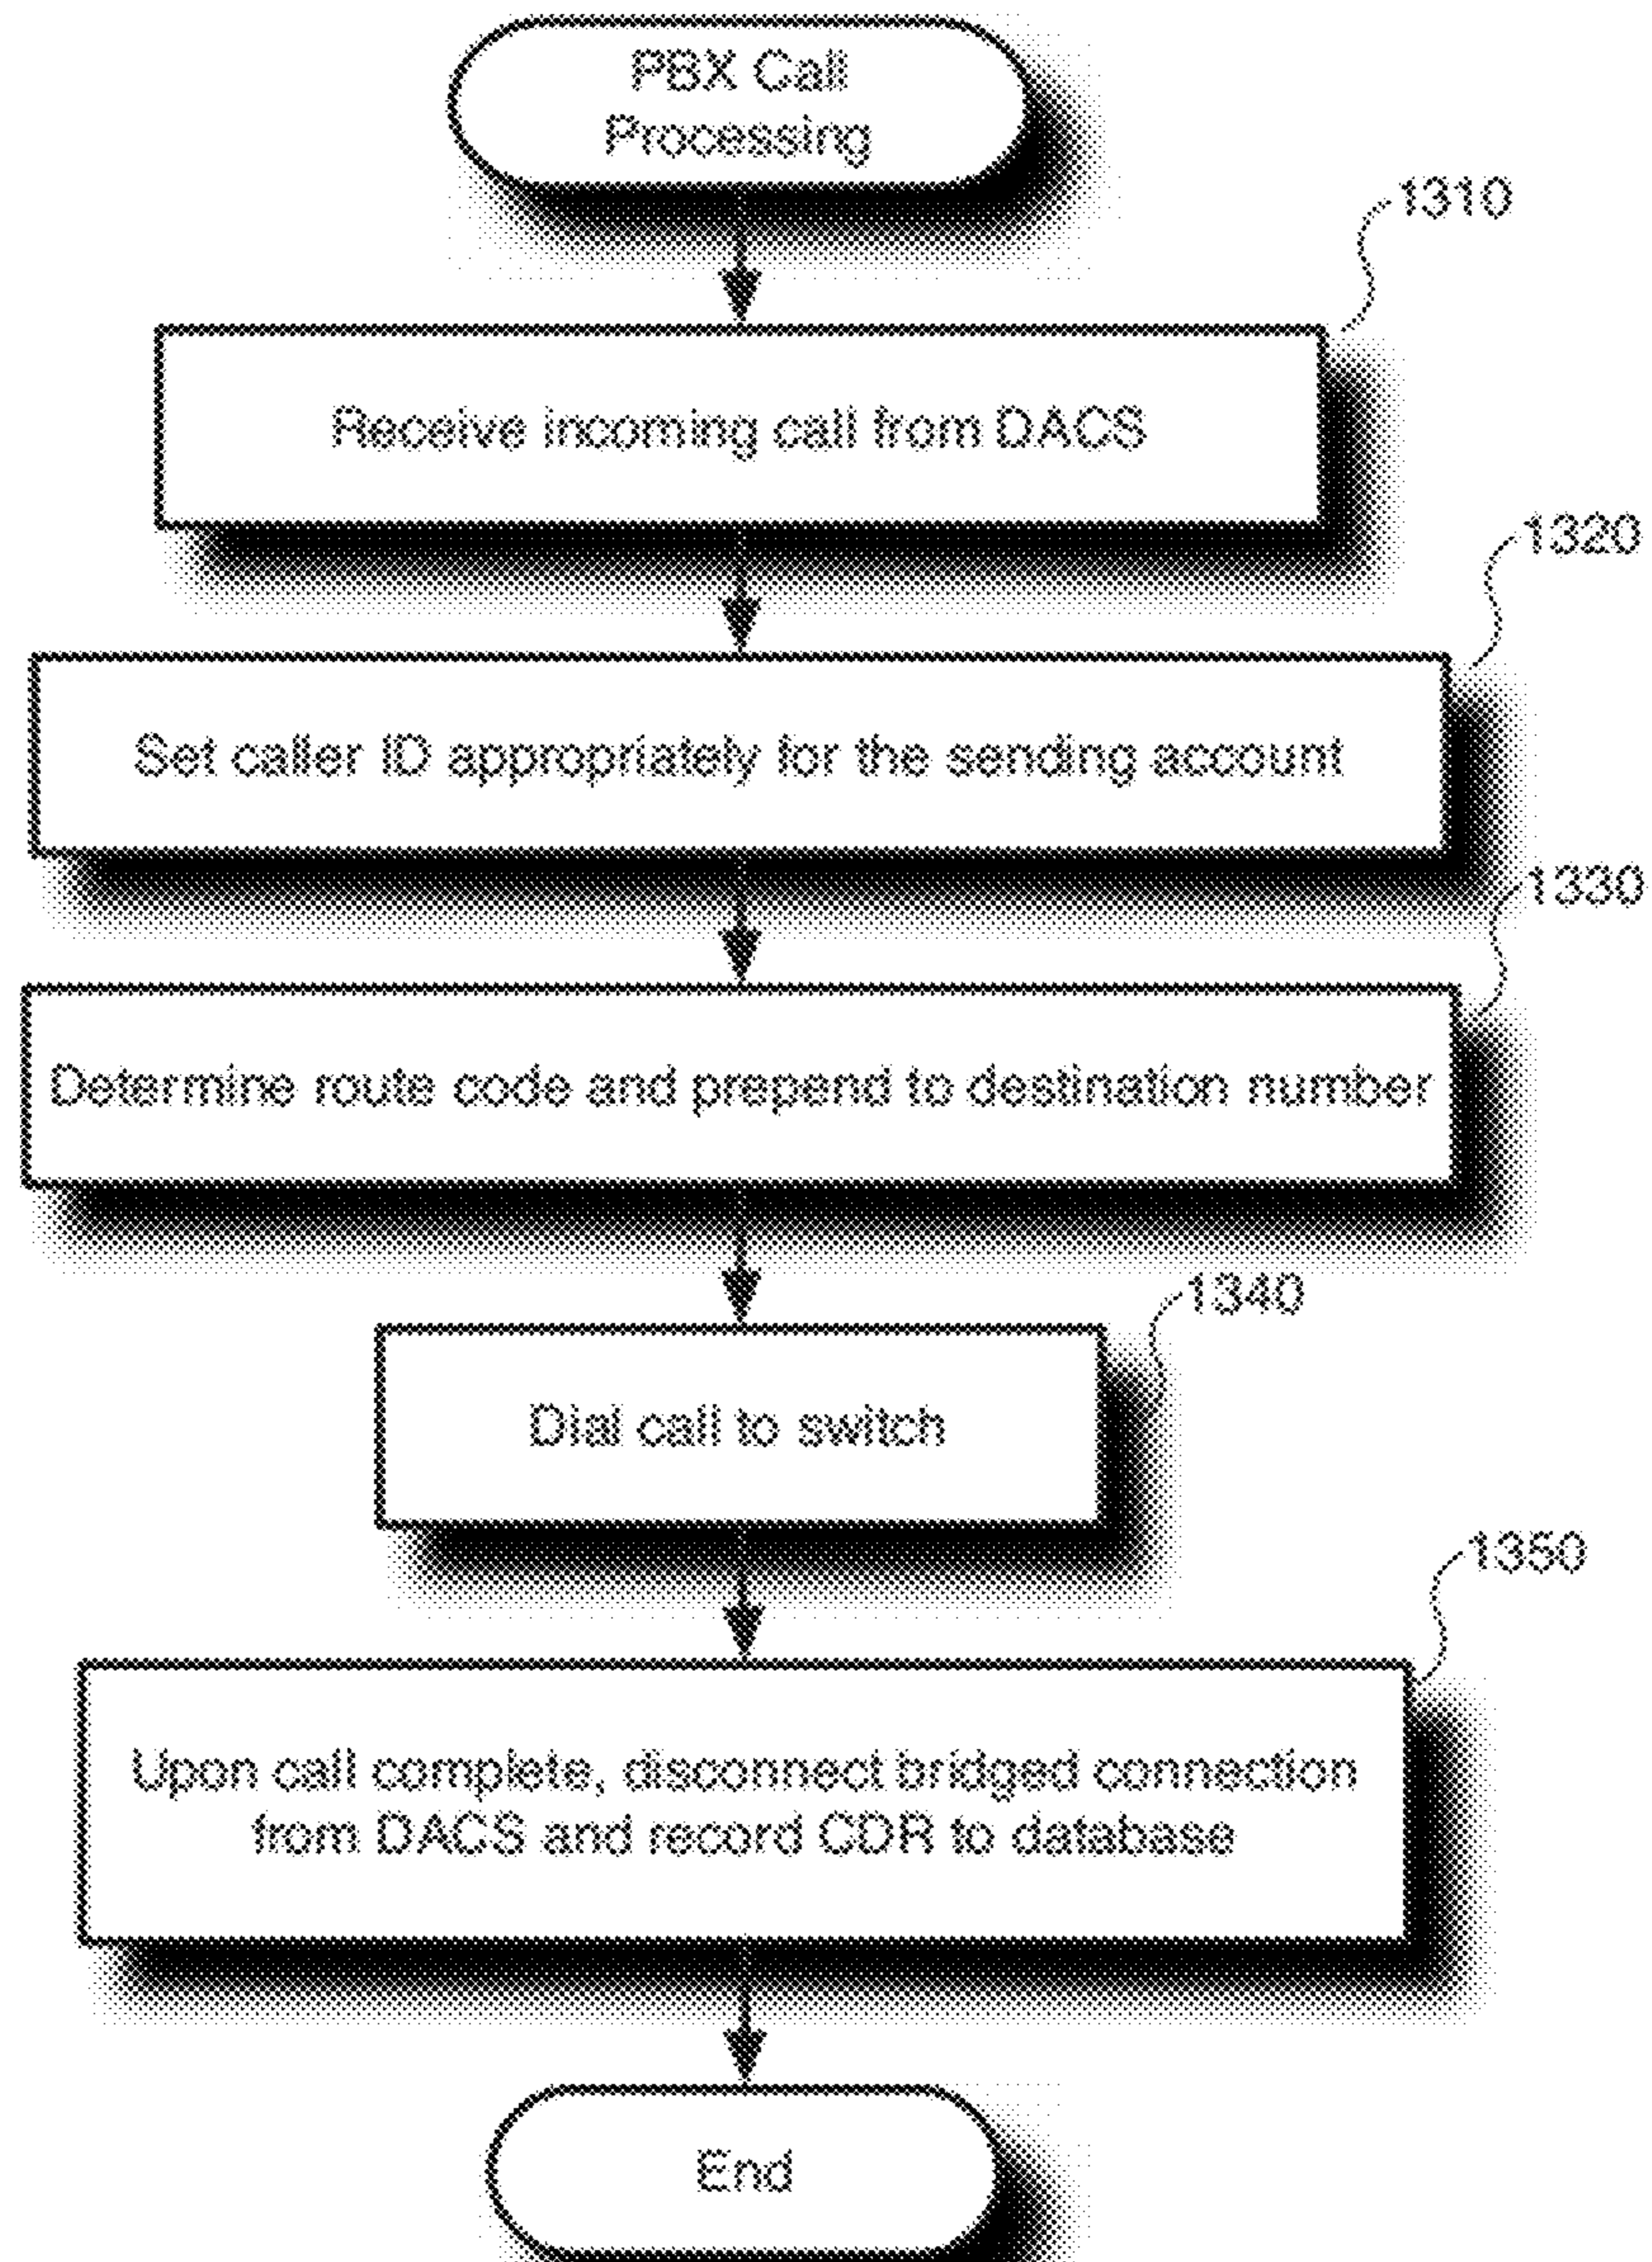 PBX Call
Processing
1310
Receive incoming call from DACS
1320
Set caller ID appropriately for the sending account
1330
Determine route code and prepend to destination number
1340
Dial call to switch
1350
Upon call complete, disconnect bridged connection
from DACS and record CDR to database
End